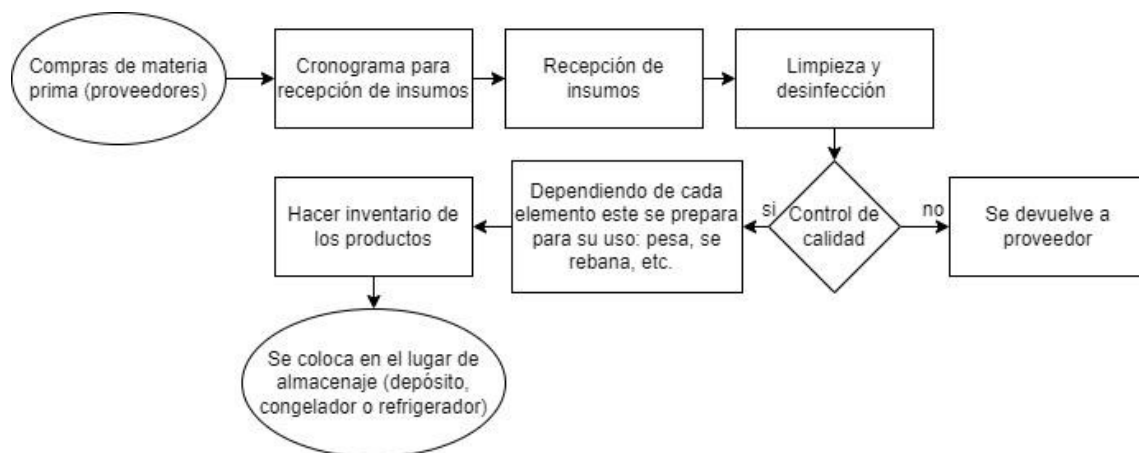 Compras de materia
prima (proveedores)
Cronograma para
recepción de insumos
Recepción de
insumos
Limpieza y
desinfección
Control de
calidad
si
no
Se devuelve a
proveedor
Dependiendo de cada
elemento este se prepara
para su uso: pesa, se
rebana, etc.
Hacer inventario de
los productos
Se coloca en el lugar de
almacenaje (depósito,
congelador o refrigerador)